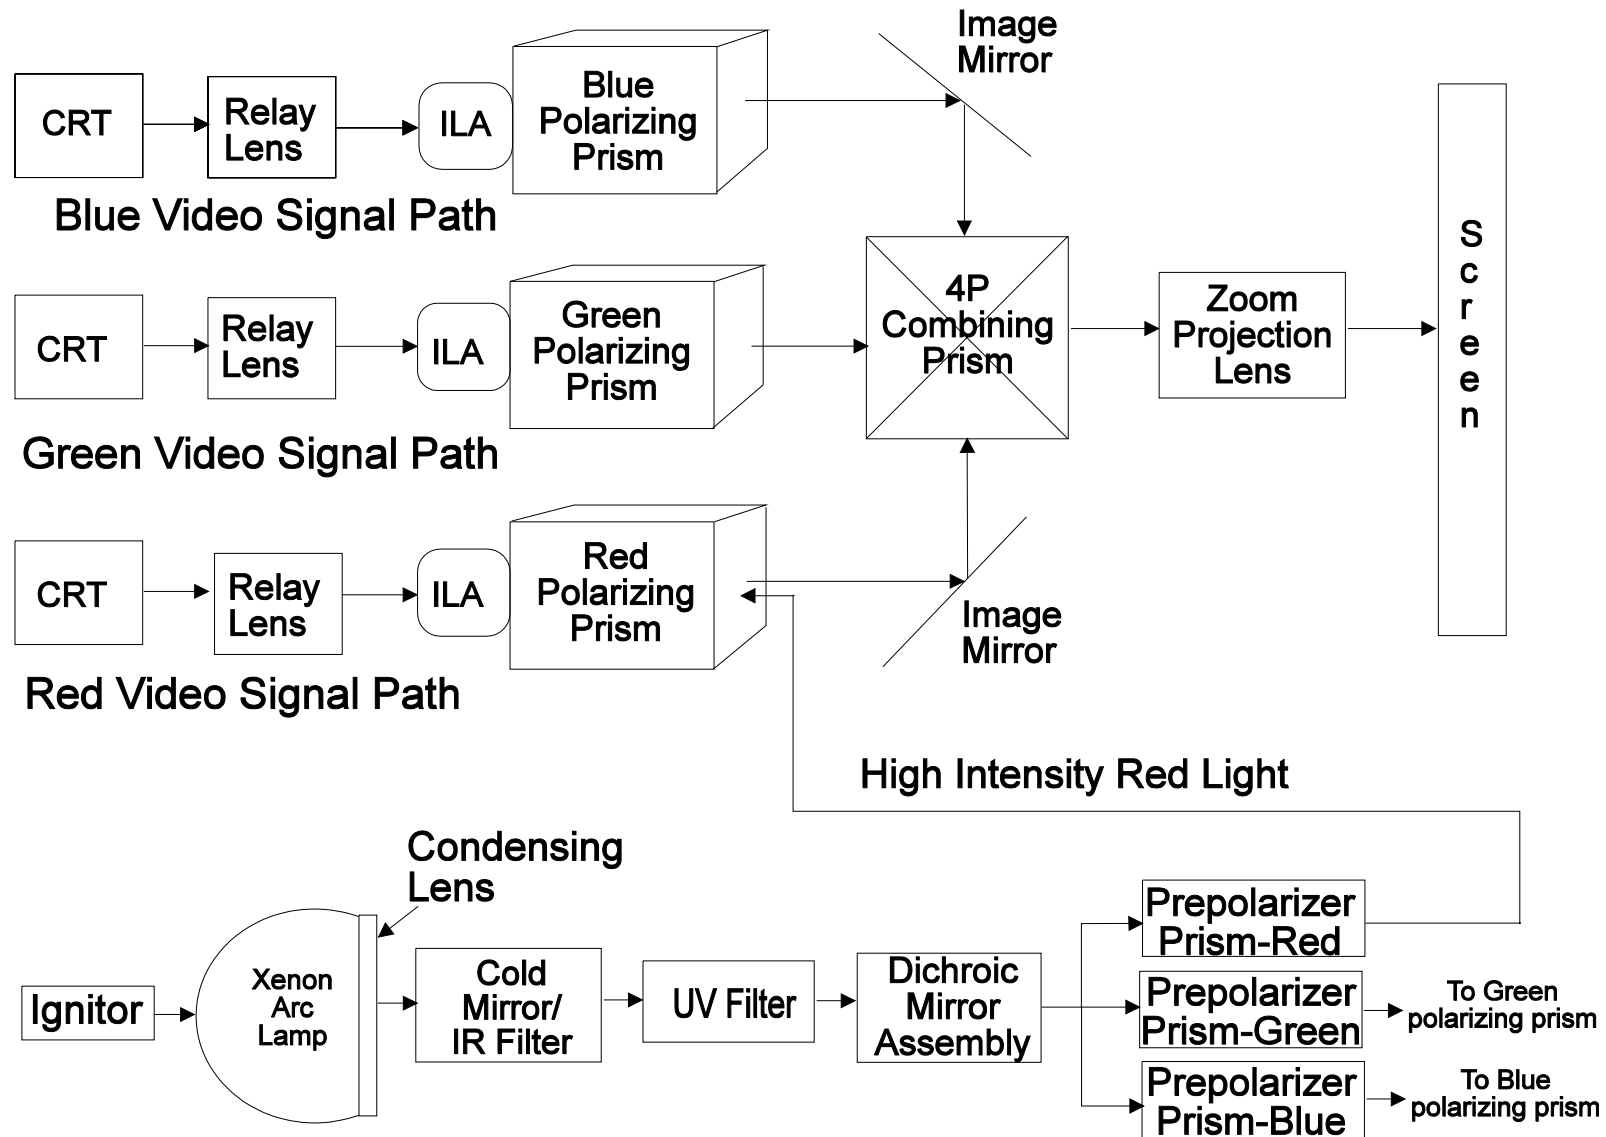 Image
Mirror
CRT
Relay
Lens
ILA
Blue
Polarizing
Prism
Blue Video Signal Path
CRT
Relay
Lens
ILA
Green
Polarizing
Prism
4P
Combining
Prism
Zoom
Projection
Lens
Screen
Green Video Signal Path
CRT
Relay
Lens
ILA
Red
Polarizing
Prism
Image
Mirror
Red Video Signal Path
High Intensity Red Light
Condensing
Lens
Ignitor
Xenon
Arc
Lamp
Cold
Mirror/
IR Filter
UV Filter
Dichroic
Mirror
Assembly
Prepolarizer
Prism-Red
Prepolarizer
Prism-Green
To Green
polarizing prism
Prepolarizer
Prism-Blue
To Blue
polarizing prism